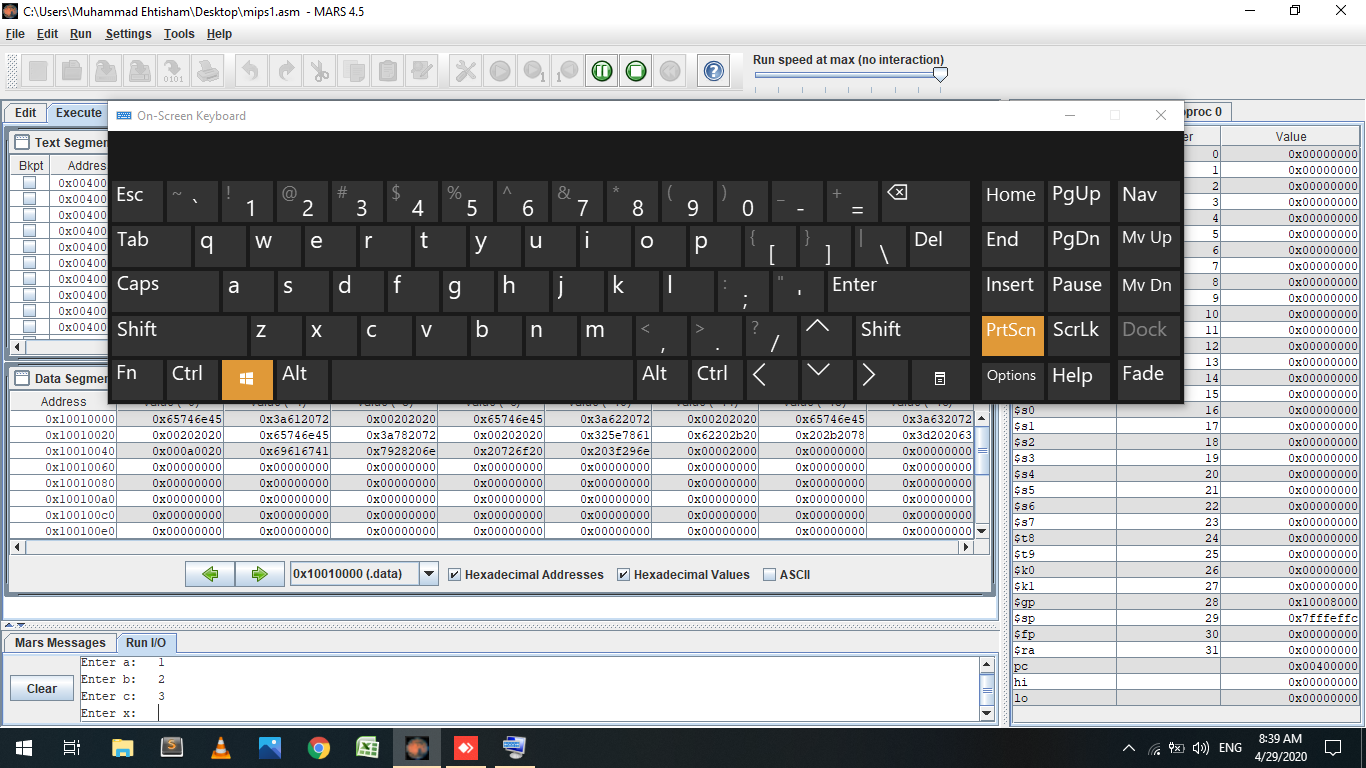 C:\Users\Muhammad Ehtisham\Desktop\mips1.asm - MARS 4.5
File Edit Run Settings Tools Help
Run speed at max (no interaction)
Edit Execute
On-Screen Keyboard
oproc 0
Text Segmen
Bkpt Addres
0x00400
0x00400
0x00400
0x00400
0x00400
0x00400
0x00400
0x00400
0x00400
0x00400
Esc ~ ` ! 1 @ 2 # 3 $ 4 % 5 ^ 6 & 7 * 8 ( 9 ) 0 _ - + = Home PgUp Nav
Tab q w e r t y u i o p { [ } ] | \ Del End PgDn Mv Up
Caps a s d f g h j k l : ; " ' Enter Insert Pause Mv Dn
Shift z x c v b n m < , > . ? / Shift PrtScn ScrLk Dock
Fn Ctrl Alt Alt Ctrl Options Help Fade
er Value
0 0x00000000
1 0x00000000
2 0x00000000
3 0x00000000
4 0x00000000
5 0x00000000
6 0x00000000
7 0x00000000
8 0x00000000
9 0x00000000
10 0x00000000
11 0x00000000
12 0x00000000
13 0x00000000
14 0x00000000
15 0x00000000
$s0 16 0x00000000
$s1 17 0x00000000
$s2 18 0x00000000
$s3 19 0x00000000
$s4 20 0x00000000
$s5 21 0x00000000
$s6 22 0x00000000
$s7 23 0x00000000
$t8 24 0x00000000
$t9 25 0x00000000
$k0 26 0x00000000
$k1 27 0x00000000
$gp 28 0x10008000
$sp 29 0x7fffeffc
$fp 30 0x00000000
$ra 31 0x00000000
pc 0x00400000
hi 0x00000000
lo 0x00000000
Data Segmen
Address
0x10010000 0x65746e45 0x3a612072 0x00202020 0x65746e45 0x3a622072 0x00202020 0x65746e45 0x3a632072
0x10010020 0x00202020 0x65746e45 0x3a782072 0x00202020 0x325e7861 0x62202b20 0x202b2078 0x3d202063
0x10010040 0x000a0020 0x69616741 0x7928206e 0x20726f20 0x203f296e 0x00002000 0x00000000 0x00000000
0x10010060 0x00000000 0x00000000 0x00000000 0x00000000 0x00000000 0x00000000 0x00000000 0x00000000
0x10010080 0x00000000 0x00000000 0x00000000 0x00000000 0x00000000 0x00000000 0x00000000 0x00000000
0x100100a0 0x00000000 0x00000000 0x00000000 0x00000000 0x00000000 0x00000000 0x00000000 0x00000000
0x100100c0 0x00000000 0x00000000 0x00000000 0x00000000 0x00000000 0x00000000 0x00000000 0x00000000
0x100100e0 0x00000000 0x00000000 0x00000000 0x00000000 0x00000000 0x00000000 0x00000000 0x00000000
0x10010000 (.data) Hexadecimal Addresses Hexadecimal Values ASCII
Mars Messages Run I/O
Clear
Enter a: 1
Enter b: 2
Enter c: 3
Enter x:
ENG
8:39 AM
4/29/2020